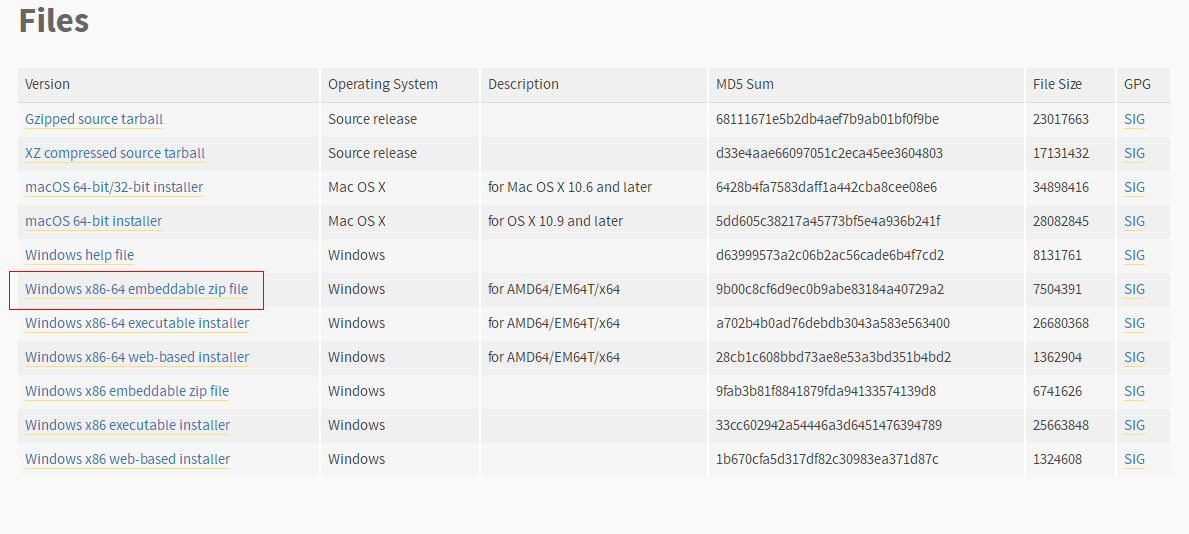 Files
Version Operating System Description MD5 Sum File Size GPG
Gzipped source tarball Source release 68111671e5b2db4aef7b9ab01bf0f9be 23017663 SIG
XZ compressed source tarball Source release d33e4aae66097051c2eca45ee3604803 17131432 SIG
macOS 64-bit/32-bit installer Mac OS X for Mac OS X 10.6 and later 6428b4fa7583daff1a442cba8cee08e6 34898416 SIG
macOS 64-bit installer Mac OS X for OS X 10.9 and later 5dd605c38217a45773bf5e4a936b241f 28082845 SIG
Windows help file Windows d63999573a2c06b2ac56cade6b4f7cd2 8131761 SIG
Windows x86-64 embeddable zip file Windows for AMD64/EM64T/x64 9b00c8cf6d9ec0b9abe83184a40729a2 7504391 SIG
Windows x86-64 executable installer Windows for AMD64/EM64T/x64 a702b4b0ad76debdb3043a583e563400 26680368 SIG
Windows x86-64 web-based installer Windows for AMD64/EM64T/x64 28cb1c608bbd73ae8e53a3bd351b4bd2 1362904 SIG
Windows x86 embeddable zip file Windows 9fab3b81f8841879fda94133574139d8 6741626 SIG
Windows x86 executable installer Windows 33cc602942a54446a3d6451476394789 25663848 SIG
Windows x86 web-based installer Windows 1b670cfa5d317df82c30983ea371d87c 1324608 SIG